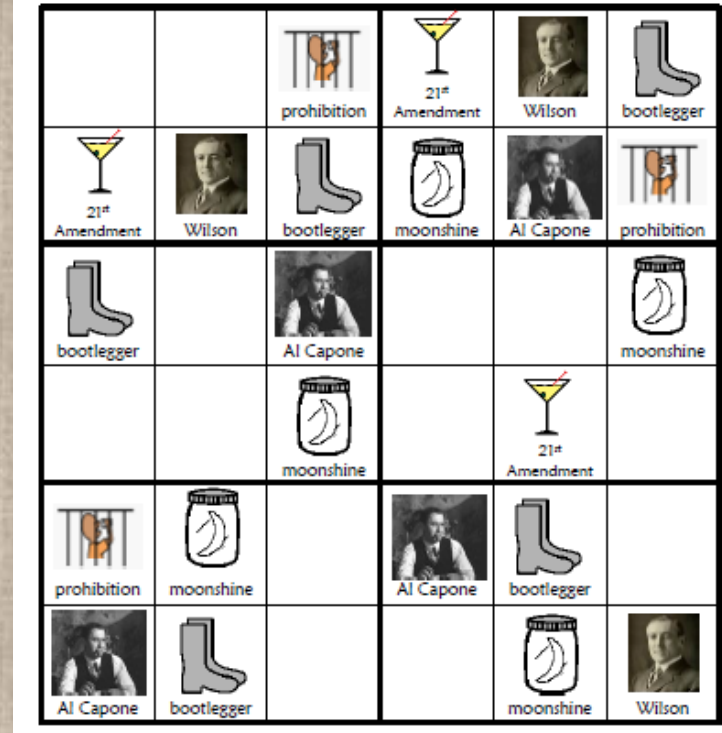 prohibition
21st
Amendment
Wilson
bootlegger
21st
Amendment
Wilson
bootlegger
moonshine
Al Capone
prohibition
bootlegger
Al Capone
moonshine
moonshine
21st
Amendment
prohibition
moonshine
Al Capone
bootlegger
Al Capone
bootlegger
moonshine
Wilson